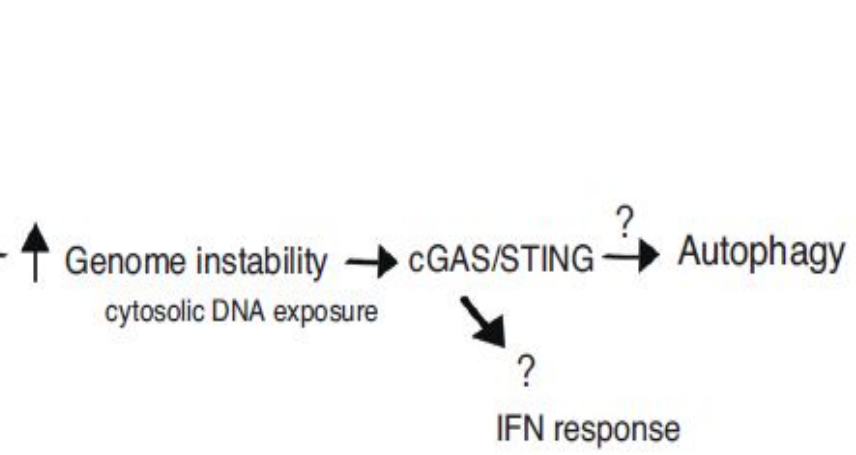 ?
Genome instability cGAS/STING Autophagy
cytosolic DNA exposure
?
IFN response